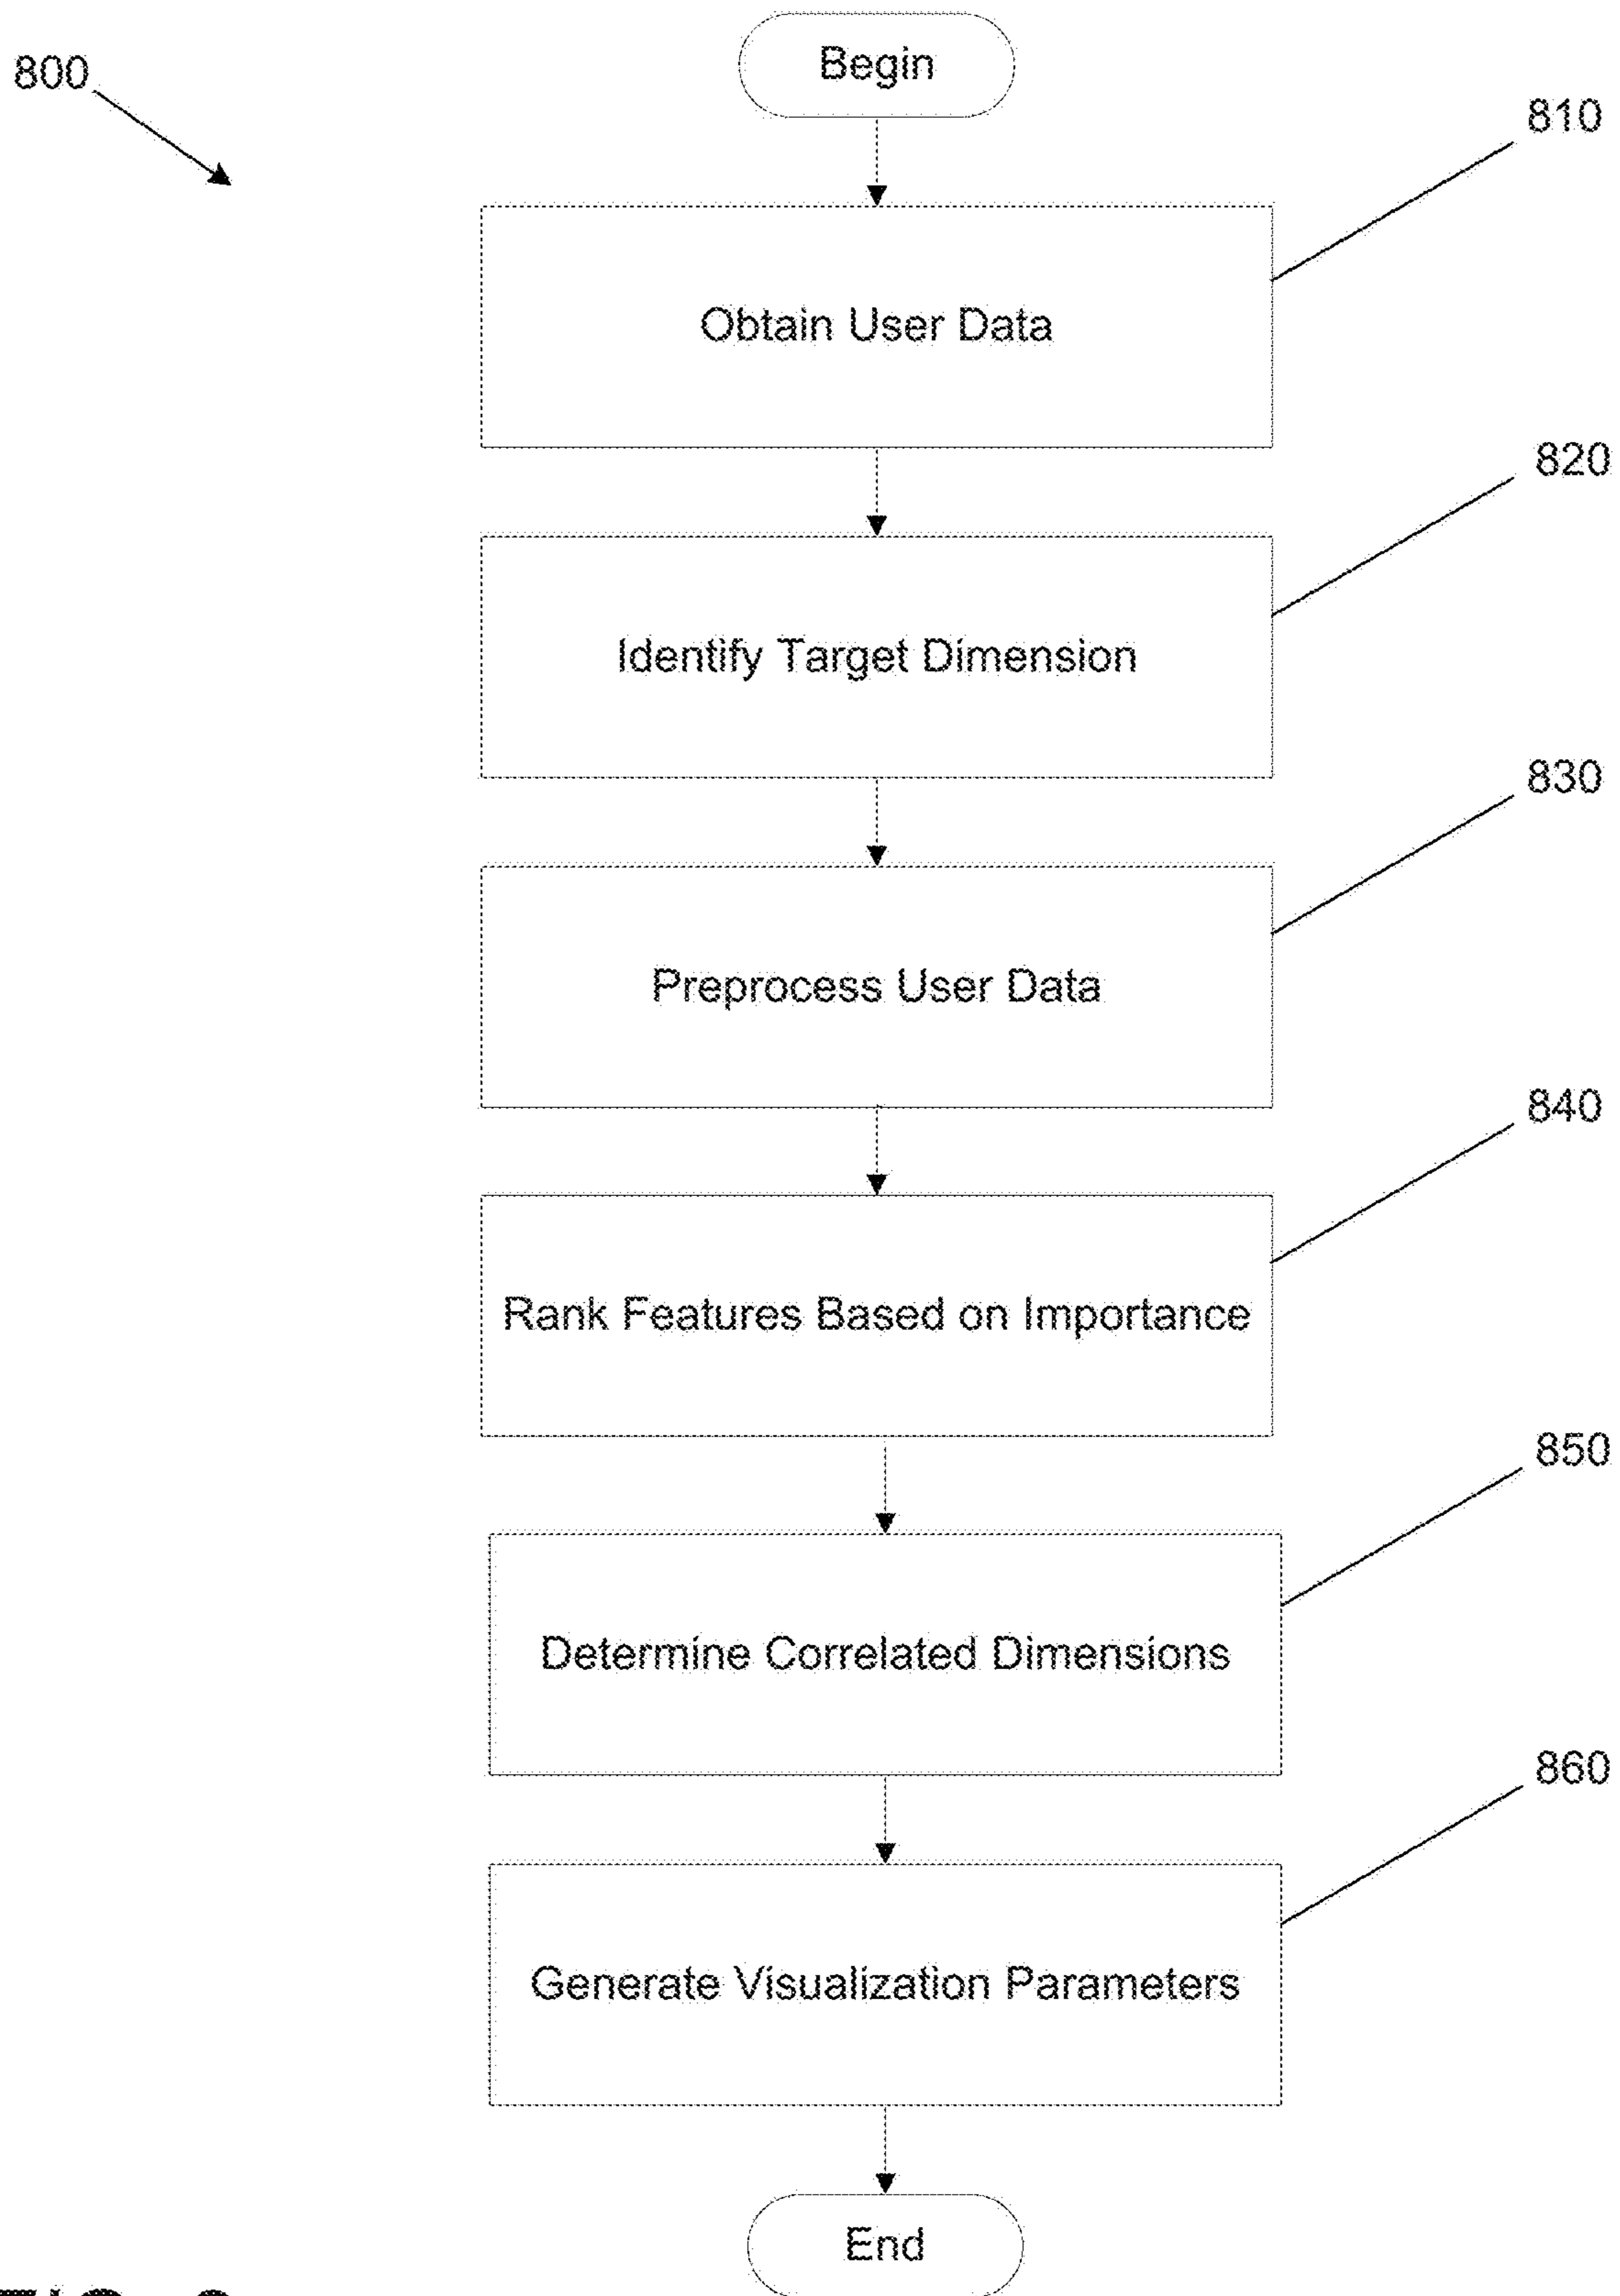 800
Begin
810
Obtain User Data
820
Identify Target Dimension
830
Preprocess User Data
840
Rank Features Based on Importance
850
Determine Correlated Dimensions
860
Generate Visualization Parameters
End